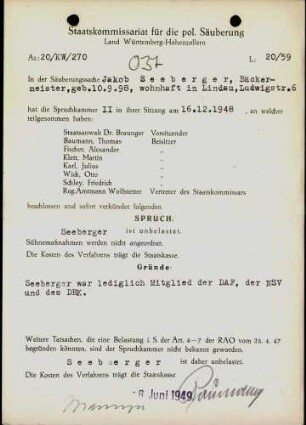 Staatskommissariat für die pol. Säuberung
Land Württemberg-Hohenzollern
Az: 20/KW/270
L: 20/59
In der Säuberungssache Jakob Seeberger, Bäcker-
meister, geb. 10.9.98, wohnhaft in Lindau, Ludwigstr. 6
hat die Spruchkammer II in ihrer Sitzung am 16.12.1948, an welcher
teilgenommen haben:
Staatsanwalt Dr. Braunger Vorsitzender
Baumann, Thomas Beisitzer
Fischer, Alexander
Klen, Martin
Karl, Julius
Wick, Otto
Schley, Friedrich
Reg. Amtmann Wolfstetter Vertreter des Staatskommissars
beschlossen und sofort verkündet folgenden
SPRUCH:
Seeberger
ist unbelastet.
Sühnemaßnahmen werden nicht angeordnet.
Die Kosten des Verfahrens trägt die Staatskasse.
Gründe:
Seeberger war lediglich Mitglied der DAF, der NSV
und des DRK.
Weitere Tatsachen, die eine Belastung i. S. der Art. 4—7 der RAO vom 25. 4. 47
begründen könnten, sind der Spruchkammer nicht bekannt geworden.
Seeberger
ist daher unbelastet.
Die Kosten des Verfahrens trägt die Staatskasse.
8. Juni 1949